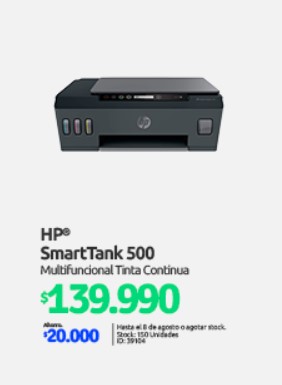 HP®
SmartTank 500
Multifuncional Tinta Continua
$139.990
Ahorro
$20.000
Hasta el 8 de agosto o agotar stock.
Stock: 150 Unidades
ID: 39104
hp